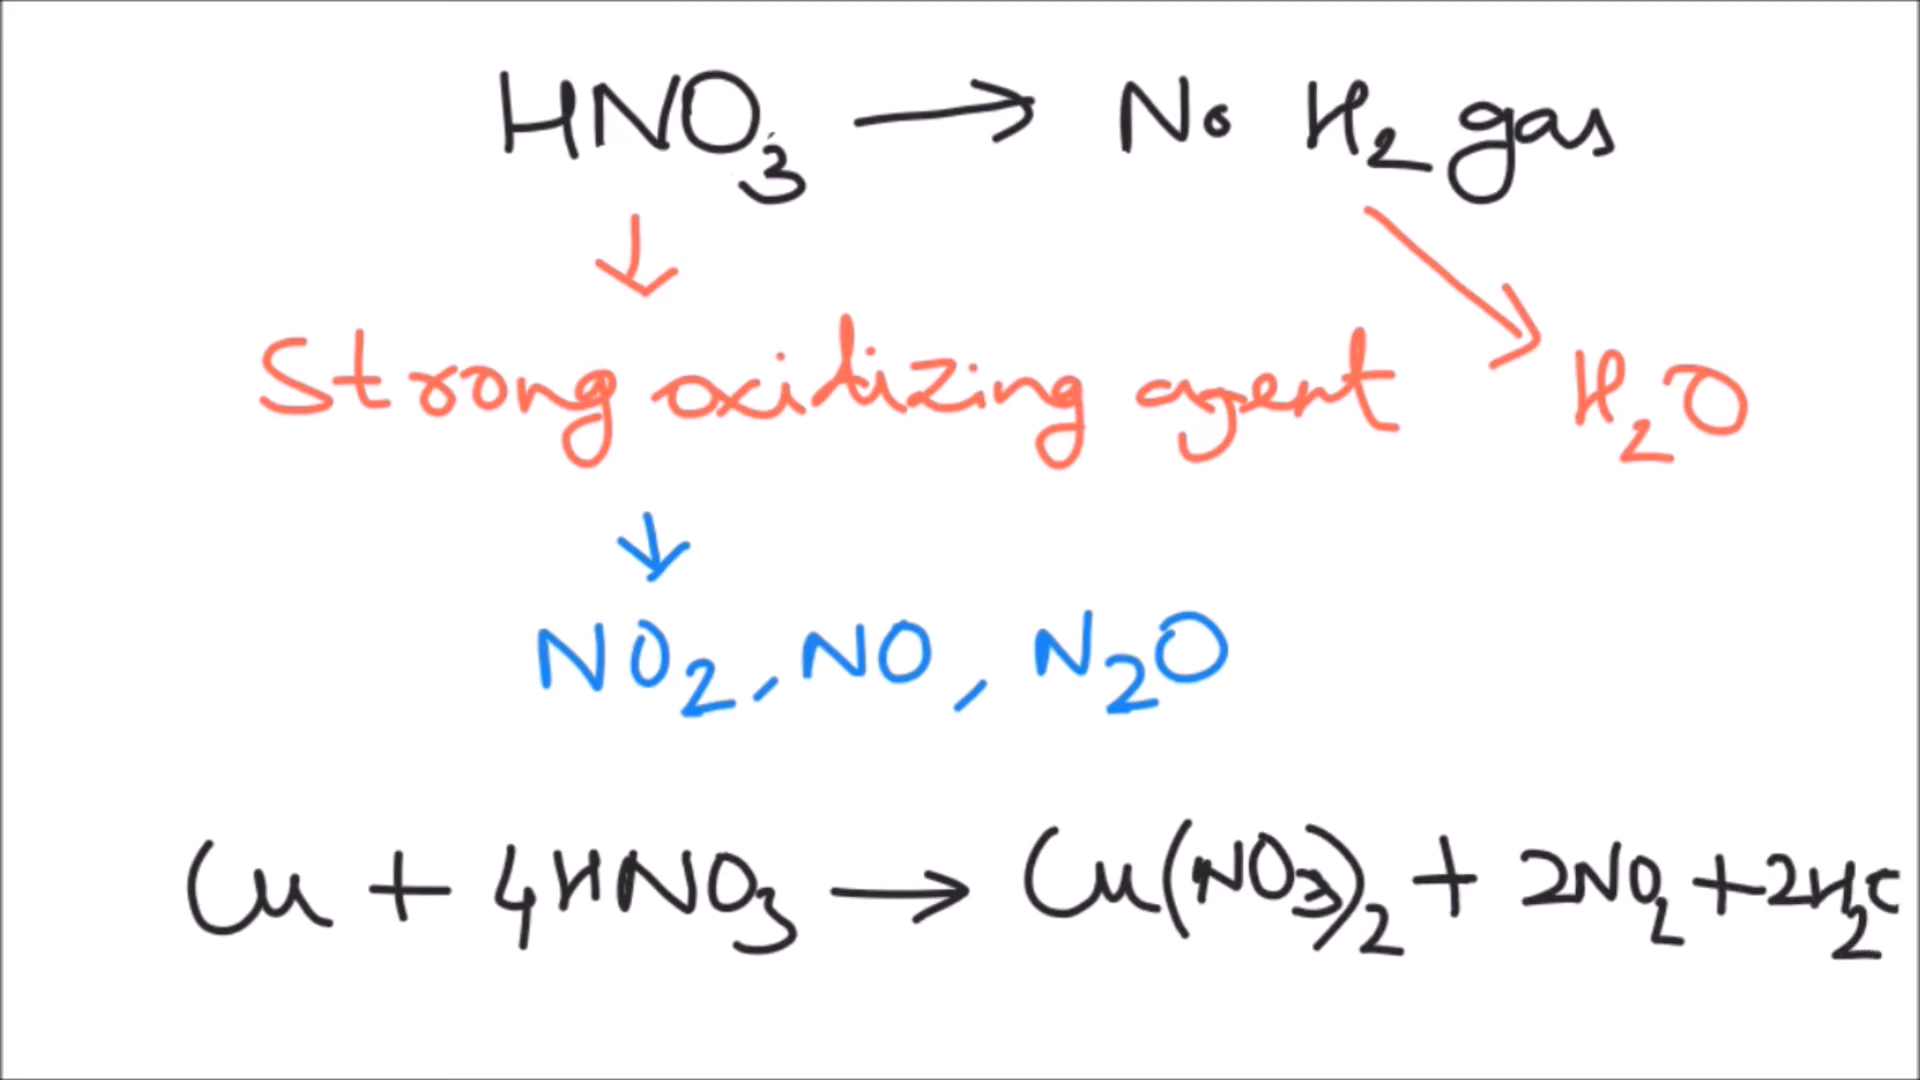 HNO₃ → No H₂ gas
Strong oxidizing agent
H₂O
NO₂, NO, N₂O
Cu + 4HNO₃ → Cu(NO₃)₂ + 2NO₂ + 2H₂O